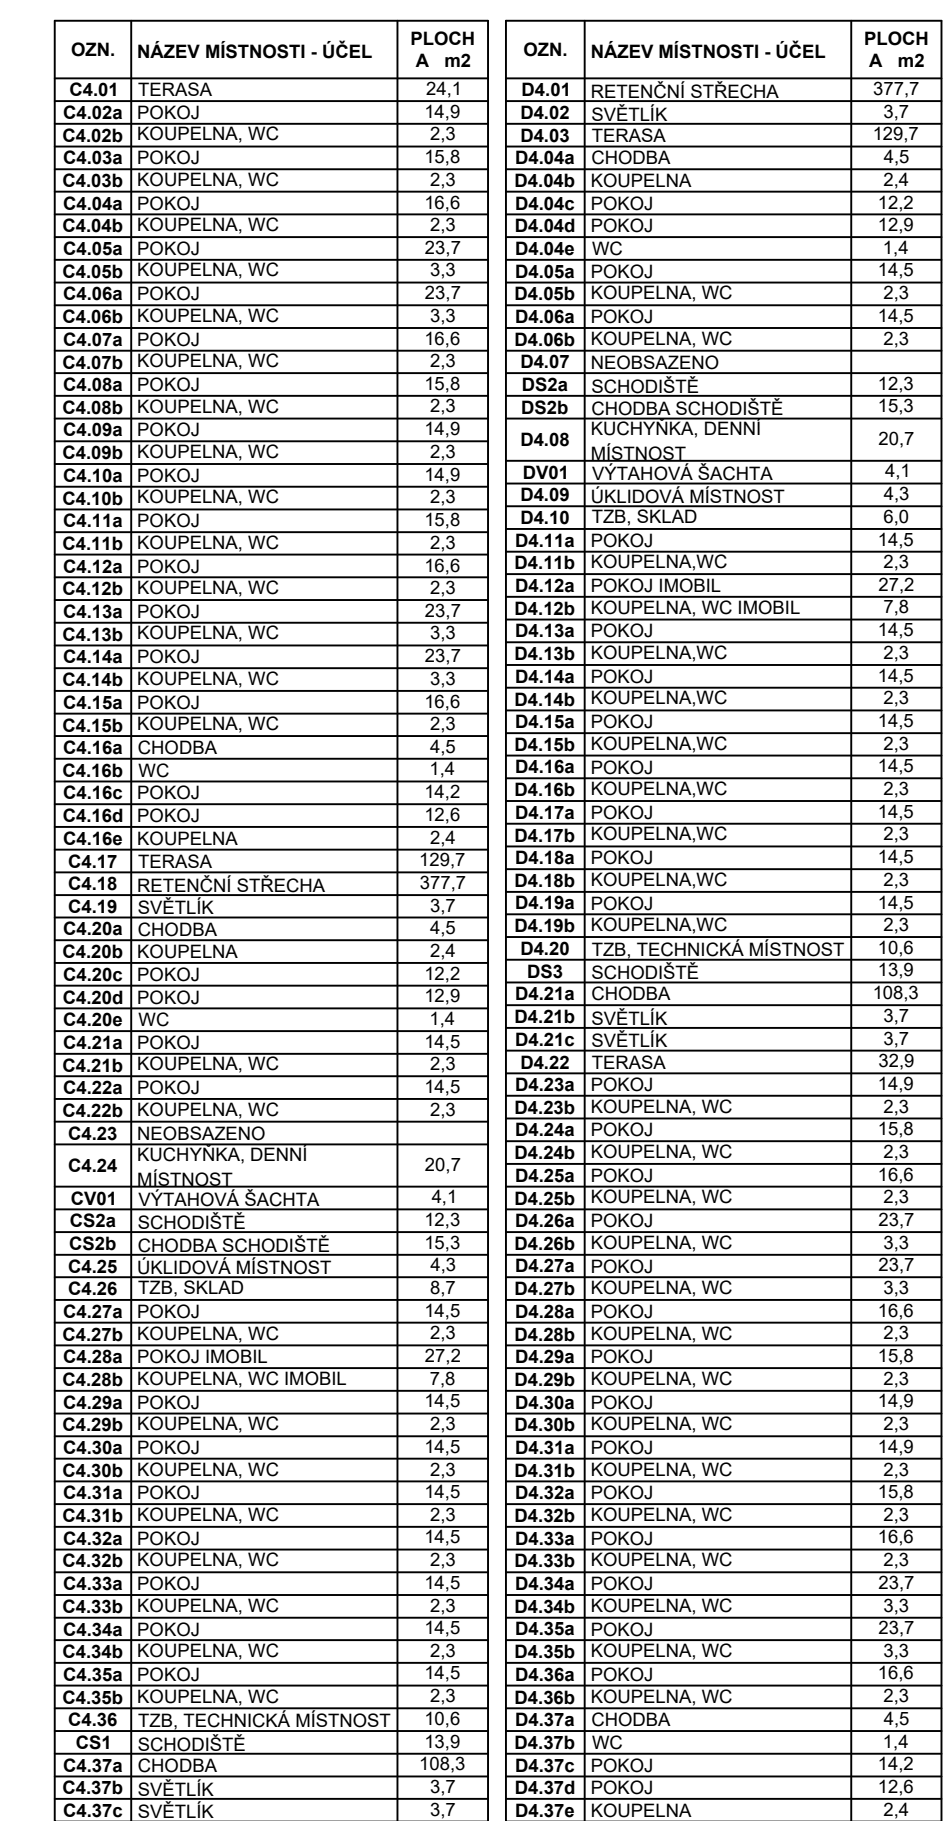 OZN. NÁZEV MÍSTNOSTI - ÚČEL PLOCH
A m2
C4.01 TERASA 24,1
C4.02a POKOJ 14,9
C4.02b KOUPELNA, WC 2,3
C4.03a POKOJ 15,8
C4.03b KOUPELNA, WC 2,3
C4.04a POKOJ 16,6
C4.04b KOUPELNA, WC 2,3
C4.05a POKOJ 23,7
C4.05b KOUPELNA, WC 3,3
C4.06a POKOJ 23,7
C4.06b KOUPELNA, WC 3,3
C4.07a POKOJ 16,6
C4.07b KOUPELNA, WC 2,3
C4.08a POKOJ 15,8
C4.08b KOUPELNA, WC 2,3
C4.09a POKOJ 14,9
C4.09b KOUPELNA, WC 2,3
C4.10a POKOJ 14,9
C4.10b KOUPELNA, WC 2,3
C4.11a POKOJ 15,8
C4.11b KOUPELNA, WC 2,3
C4.12a POKOJ 16,6
C4.12b KOUPELNA, WC 2,3
C4.13a POKOJ 23,7
C4.13b KOUPELNA, WC 3,3
C4.14a POKOJ 23,7
C4.14b KOUPELNA, WC 3,3
C4.15a POKOJ 16,6
C4.15b KOUPELNA, WC 2,3
C4.16a CHODBA 4,5
C4.16b WC 1,4
C4.16c POKOJ 14,2
C4.16d POKOJ 12,6
C4.16e KOUPELNA 2,4
C4.17 TERASA 129,7
C4.18 RETENČNÍ STŘECHA 377,7
C4.19 SVĚTLÍK 3,7
C4.20a CHODBA 4,5
C4.20b KOUPELNA 2,4
C4.20c POKOJ 12,2
C4.20d POKOJ 12,9
C4.20e WC 1,4
C4.21a POKOJ 14,5
C4.21b KOUPELNA, WC 2,3
C4.22a POKOJ 14,5
C4.22b KOUPELNA, WC 2,3
C4.23 NEOBSAZENO
C4.24 KUCHYŇKA, DENNÍ
MÍSTNOST 20,7
CV01 VÝTAHOVÁ ŠACHTA 4,1
CS2a SCHODIŠTĚ 12,3
CS2b CHODBA SCHODIŠTĚ 15,3
C4.25 ÚKLIDOVÁ MÍSTNOST 4,3
C4.26 TZB, SKLAD 8,7
C4.27a POKOJ 14,5
C4.27b KOUPELNA, WC 2,3
C4.28a POKOJ IMOBIL 27,2
C4.28b KOUPELNA, WC IMOBIL 7,8
C4.29a POKOJ 14,5
C4.29b KOUPELNA, WC 2,3
C4.30a POKOJ 14,5
C4.30b KOUPELNA, WC 2,3
C4.31a POKOJ 14,5
C4.31b KOUPELNA, WC 2,3
C4.32a POKOJ 14,5
C4.32b KOUPELNA, WC 2,3
C4.33a POKOJ 14,5
C4.33b KOUPELNA, WC 2,3
C4.34a POKOJ 14,5
C4.34b KOUPELNA, WC 2,3
C4.35a POKOJ 14,5
C4.35b KOUPELNA, WC 2,3
C4.36 TZB, TECHNICKÁ MÍSTNOST 10,6
CS1 SCHODIŠTĚ 13,9
C4.37a CHODBA 108,3
C4.37b SVĚTLÍK 3,7
C4.37c SVĚTLÍK 3,7
OZN. NÁZEV MÍSTNOSTI - ÚČEL PLOCH
A m2
D4.01 RETENČNÍ STŘECHA 377,7
D4.02 SVĚTLÍK 3,7
D4.03 TERASA 129,7
D4.04a CHODBA 4,5
D4.04b KOUPELNA 2,4
D4.04c POKOJ 12,2
D4.04d POKOJ 12,9
D4.04e WC 1,4
D4.05a POKOJ 14,5
D4.05b KOUPELNA, WC 2,3
D4.06a POKOJ 14,5
D4.06b KOUPELNA, WC 2,3
D4.07 NEOBSAZENO
DS2a SCHODIŠTĚ 12,3
DS2b CHODBA SCHODIŠTĚ 15,3
D4.08 KUCHYŇKA, DENNÍ
MÍSTNOST 20,7
DV01 VÝTAHOVÁ ŠACHTA 4,1
D4.09 ÚKLIDOVÁ MÍSTNOST 4,3
D4.10 TZB, SKLAD 6,0
D4.11a POKOJ 14,5
D4.11b KOUPELNA,WC 2,3
D4.12a POKOJ IMOBIL 27,2
D4.12b KOUPELNA, WC IMOBIL 7,8
D4.13a POKOJ 14,5
D4.13b KOUPELNA,WC 2,3
D4.14a POKOJ 14,5
D4.14b KOUPELNA,WC 2,3
D4.15a POKOJ 14,5
D4.15b KOUPELNA,WC 2,3
D4.16a POKOJ 14,5
D4.16b KOUPELNA,WC 2,3
D4.17a POKOJ 14,5
D4.17b KOUPELNA,WC 2,3
D4.18a POKOJ 14,5
D4.18b KOUPELNA,WC 2,3
D4.19a POKOJ 14,5
D4.19b KOUPELNA,WC 2,3
D4.20 TZB, TECHNICKÁ MÍSTNOST 10,6
DS3 SCHODIŠTĚ 13,9
D4.21a CHODBA 108,3
D4.21b SVĚTLÍK 3,7
D4.21c SVĚTLÍK 3,7
D4.22 TERASA 32,9
D4.23a POKOJ 14,9
D4.23b KOUPELNA, WC 2,3
D4.24a POKOJ 15,8
D4.24b KOUPELNA, WC 2,3
D4.25a POKOJ 16,6
D4.25b KOUPELNA, WC 2,3
D4.26a POKOJ 23,7
D4.26b KOUPELNA, WC 3,3
D4.27a POKOJ 23,7
D4.27b KOUPELNA, WC 3,3
D4.28a POKOJ 16,6
D4.28b KOUPELNA, WC 2,3
D4.29a POKOJ 15,8
D4.29b KOUPELNA, WC 2,3
D4.30a POKOJ 14,9
D4.30b KOUPELNA, WC 2,3
D4.31a POKOJ 14,9
D4.31b KOUPELNA, WC 2,3
D4.32a POKOJ 15,8
D4.32b KOUPELNA, WC 2,3
D4.33a POKOJ 16,6
D4.33b KOUPELNA, WC 2,3
D4.34a POKOJ 23,7
D4.34b KOUPELNA, WC 3,3
D4.35a POKOJ 23,7
D4.35b KOUPELNA, WC 3,3
D4.36a POKOJ 16,6
D4.36b KOUPELNA, WC 2,3
D4.37a CHODBA 4,5
D4.37b WC 1,4
D4.37c POKOJ 14,2
D4.37d POKOJ 12,6
D4.37e KOUPELNA 2,4